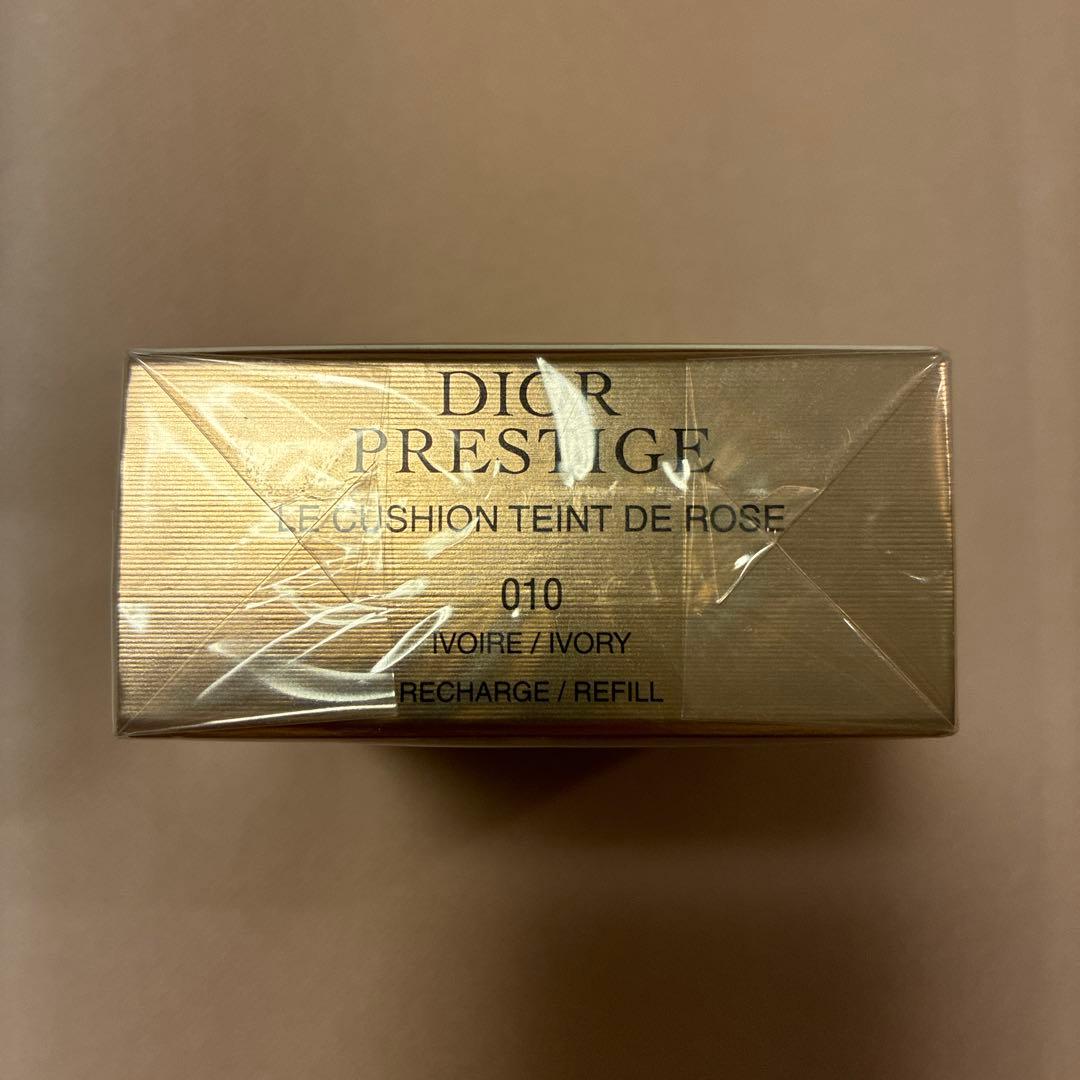 DIOR
PRESTIGE
LE CUSHION TEINT DE ROSE
010
IVOIRE / IVORY
RECHARGE / REFILL